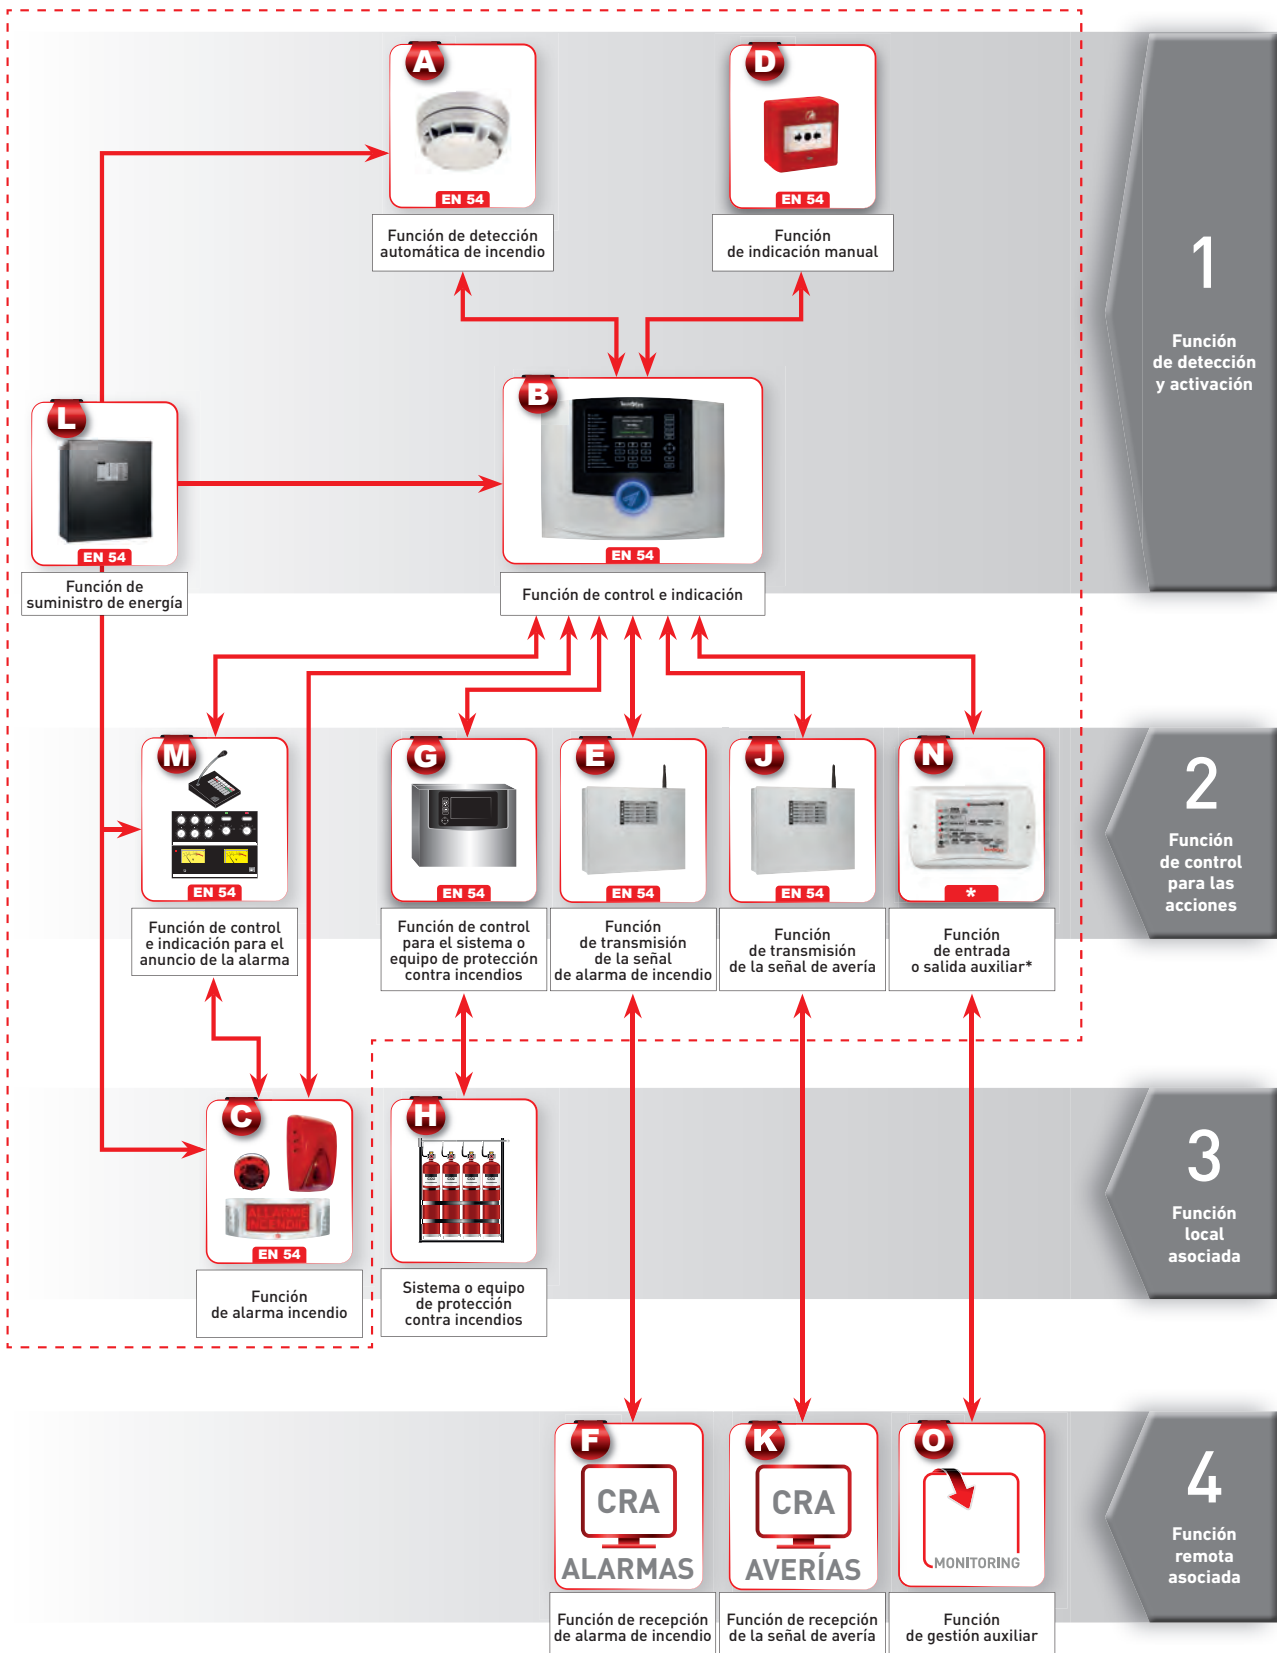 A
EN 54
Función de detección
automática de incendio
D
EN 54
Función
de indicación manual
1
Función
de detección
y activación
L
EN 54
Función de
suministro de energía
B
EN 54
Función de control e indicación
M
EN 54
Función de control
e indicación para el
anuncio de la alarma
G
EN 54
Función de control
para el sistema o
equipo de protección
contra incendios
E
EN 54
Función
de transmisión
de la señal
de alarma de incendio
J
EN 54
Función
de transmisión
de la señal de avería
N
*
Función
de entrada
o salida auxiliar*
2
Función
de control
para las
acciones
C
ALLARME
INCENDIO
EN 54
Función
de alarma incendio
H
Sistema o equipo
de protección
contra incendios
3
Función
local
asociada
F
CRA
ALARMAS
Función de recepción
de alarma de incendio
K
CRA
AVERÍAS
Función de recepción
de la señal de avería
O
MONITORING
Función
de gestión auxiliar
4
Función
remota
asociada